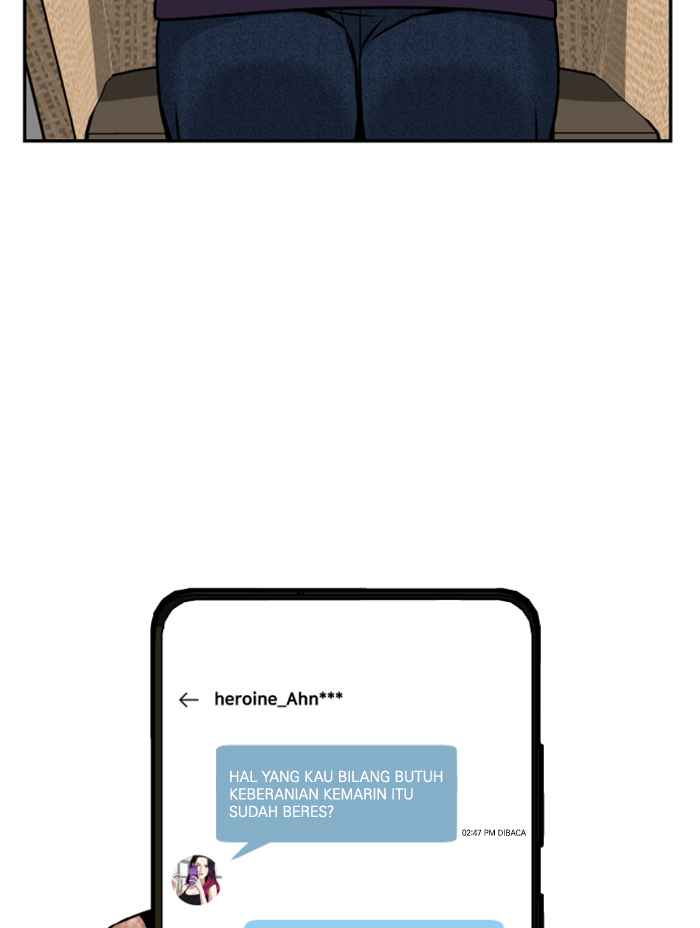 heroine_Ahn***
HAL YANG KAU BILANG BUTUH
KEBERANIAN KEMARIN ITU
SUDAH BERES?
02:47 PM DIBACA